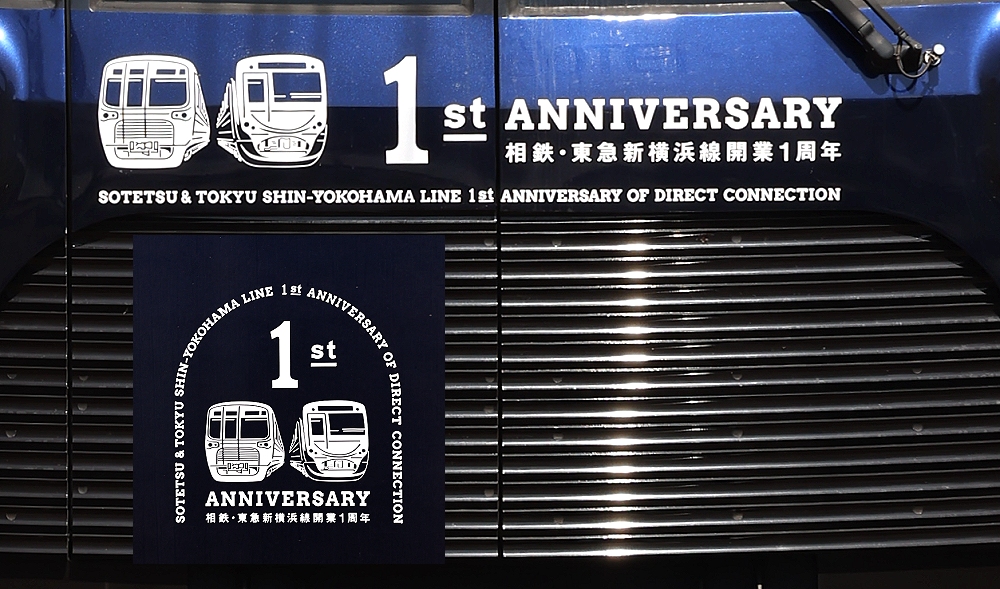 1st ANNIVERSARY
相鉄・東急新横浜線開業1周年
SOTETSU & TOKYU SHIN-YOKOHAMA LINE 1st ANNIVERSARY OF DIRECT CONNECTION
SOTETSU & TOKYU SHIN-YOKOHAMA LINE 1st ANNIVERSARY OF DIRECT CONNECTION
1st
ANNIVERSARY
相鉄・東急新横浜線開業1周年